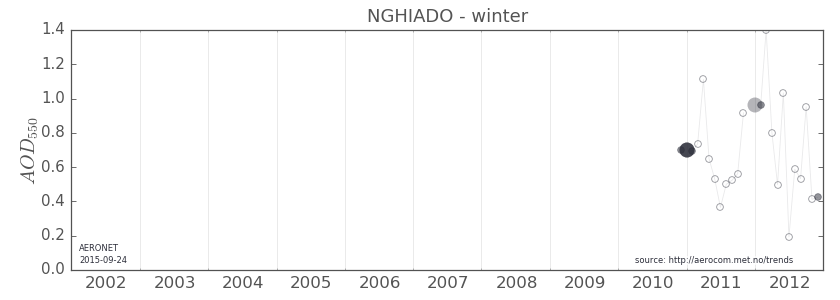 NGHIADO - winter
1.4
1.2
1.0
0.8
0.6
0.4
0.2
0.0
AOD550
AERONET
2015-09-24
source: http://aerocom.met.no/trends
2002 2003 2004 2005 2006 2007 2008 2009 2010 2011 2012